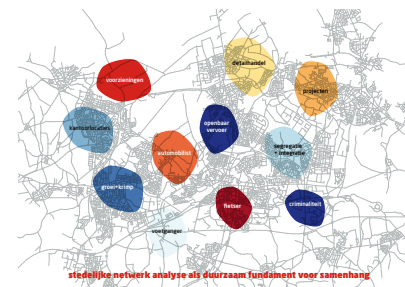 detailhandel
voorzieningen
projecten
kantoorlocaties
openbaar
vervoer
automobilist
segregatie
+ integratie
groei+krimp
fietser
criminaliteit
voetganger
stedelijke netwerk analyse als duurzaam fundament voor samenhang